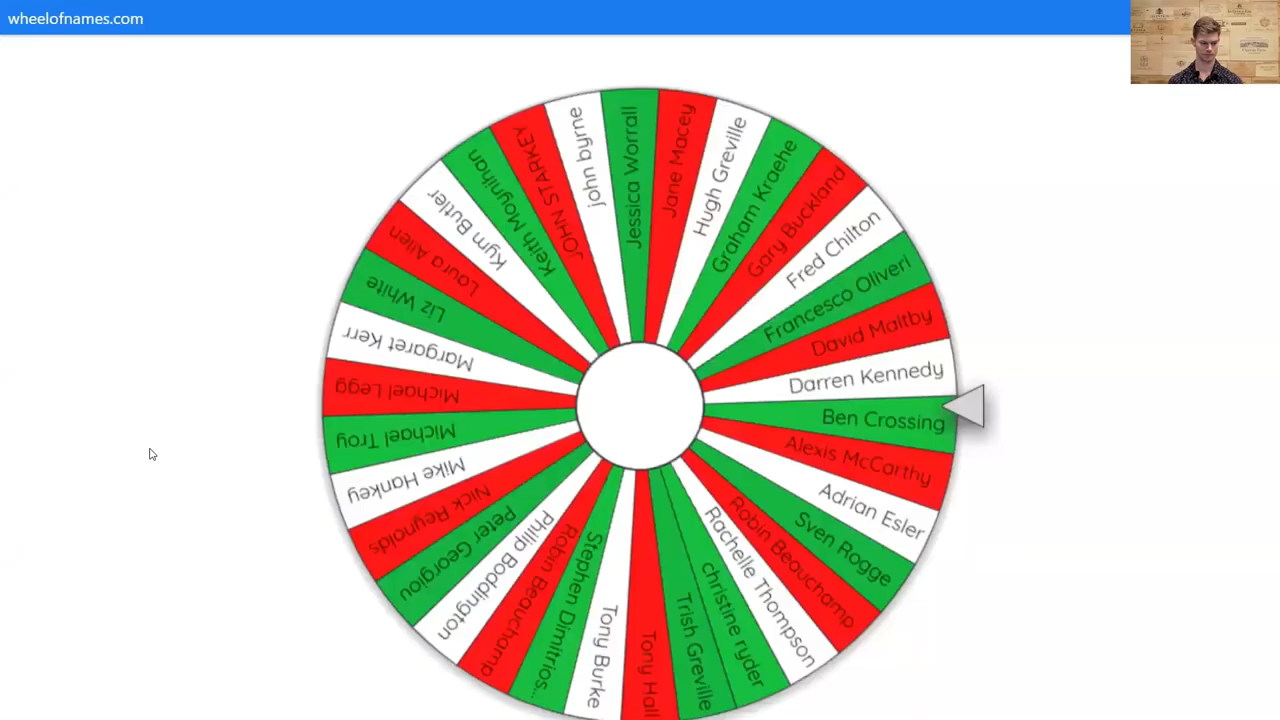 wheelofnames.com
Jessica Worrall
Jane Macey
Hugh Greville
Graham Kraehe
Gary Buckland
Fred Chilton
Francesco Oliveri
David Maltby
Darren Kennedy
Ben Crossing
Alexis McCarthy
Adrian Esler
Sven Rogge
Robin Beauchamp
Rachelle Thompson
christine ryder
Trish Greville
Tony Hall
Tony Burke
Stephen Dimitrios...
Robin Beauchamp
Philip Boddington
Peter Georgiou
Nick Reynolds
Mike Hankey
Michael Troy
Michael Legg
Margaret Kerr
Liz White
Laura Allen
Kym Butler
Keith Moynihan
JOHN STARKEY
john byrne